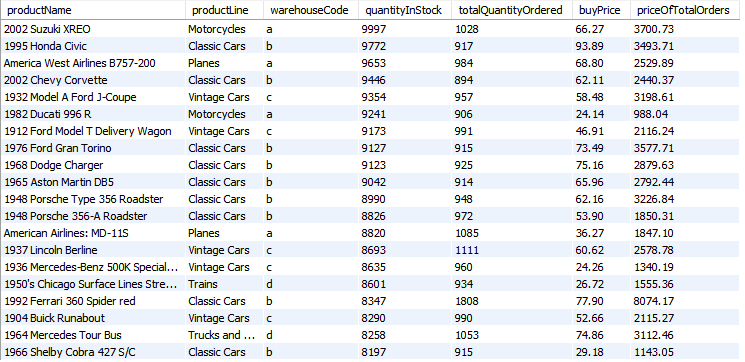 productName productLine warehouseCode quantityInStock totalQuantityOrdered buyPrice priceOfTotalOrders
2002 Suzuki XREO Motorcycles a 9997 1028 66.27 3700.73
1995 Honda Civic Classic Cars b 9772 917 93.89 3493.71
America West Airlines B757-200 Planes a 9653 984 68.80 2529.89
2002 Chevy Corvette Classic Cars b 9446 894 62.11 2440.37
1932 Model A Ford J-Coupe Vintage Cars c 9354 957 58.48 3198.61
1982 Ducati 996 R Motorcycles a 9241 906 24.14 988.04
1912 Ford Model T Delivery Wagon Vintage Cars c 9173 991 46.91 2116.24
1976 Ford Gran Torino Classic Cars b 9127 915 73.49 3577.71
1968 Dodge Charger Classic Cars b 9123 925 75.16 2879.63
1965 Aston Martin DB5 Classic Cars b 9042 914 65.96 2792.44
1948 Porsche Type 356 Roadster Classic Cars b 8990 948 62.16 3226.84
1948 Porsche 356-A Roadster Classic Cars b 8826 972 53.90 1850.31
American Airlines: MD-11S Planes a 8820 1085 36.27 1847.10
1937 Lincoln Berline Vintage Cars c 8693 1111 60.62 2578.78
1936 Mercedes-Benz 500K Special... Vintage Cars c 8635 960 24.26 1340.19
1950's Chicago Surface Lines Stre... Trains d 8601 934 26.72 1555.36
1992 Ferrari 360 Spider red Classic Cars b 8347 1808 77.90 8074.17
1904 Buick Runabout Vintage Cars c 8290 990 52.66 2115.27
1964 Mercedes Tour Bus Trucks and ... d 8258 1053 74.86 3112.46
1966 Shelby Cobra 427 S/C Classic Cars b 8197 915 29.18 1143.05